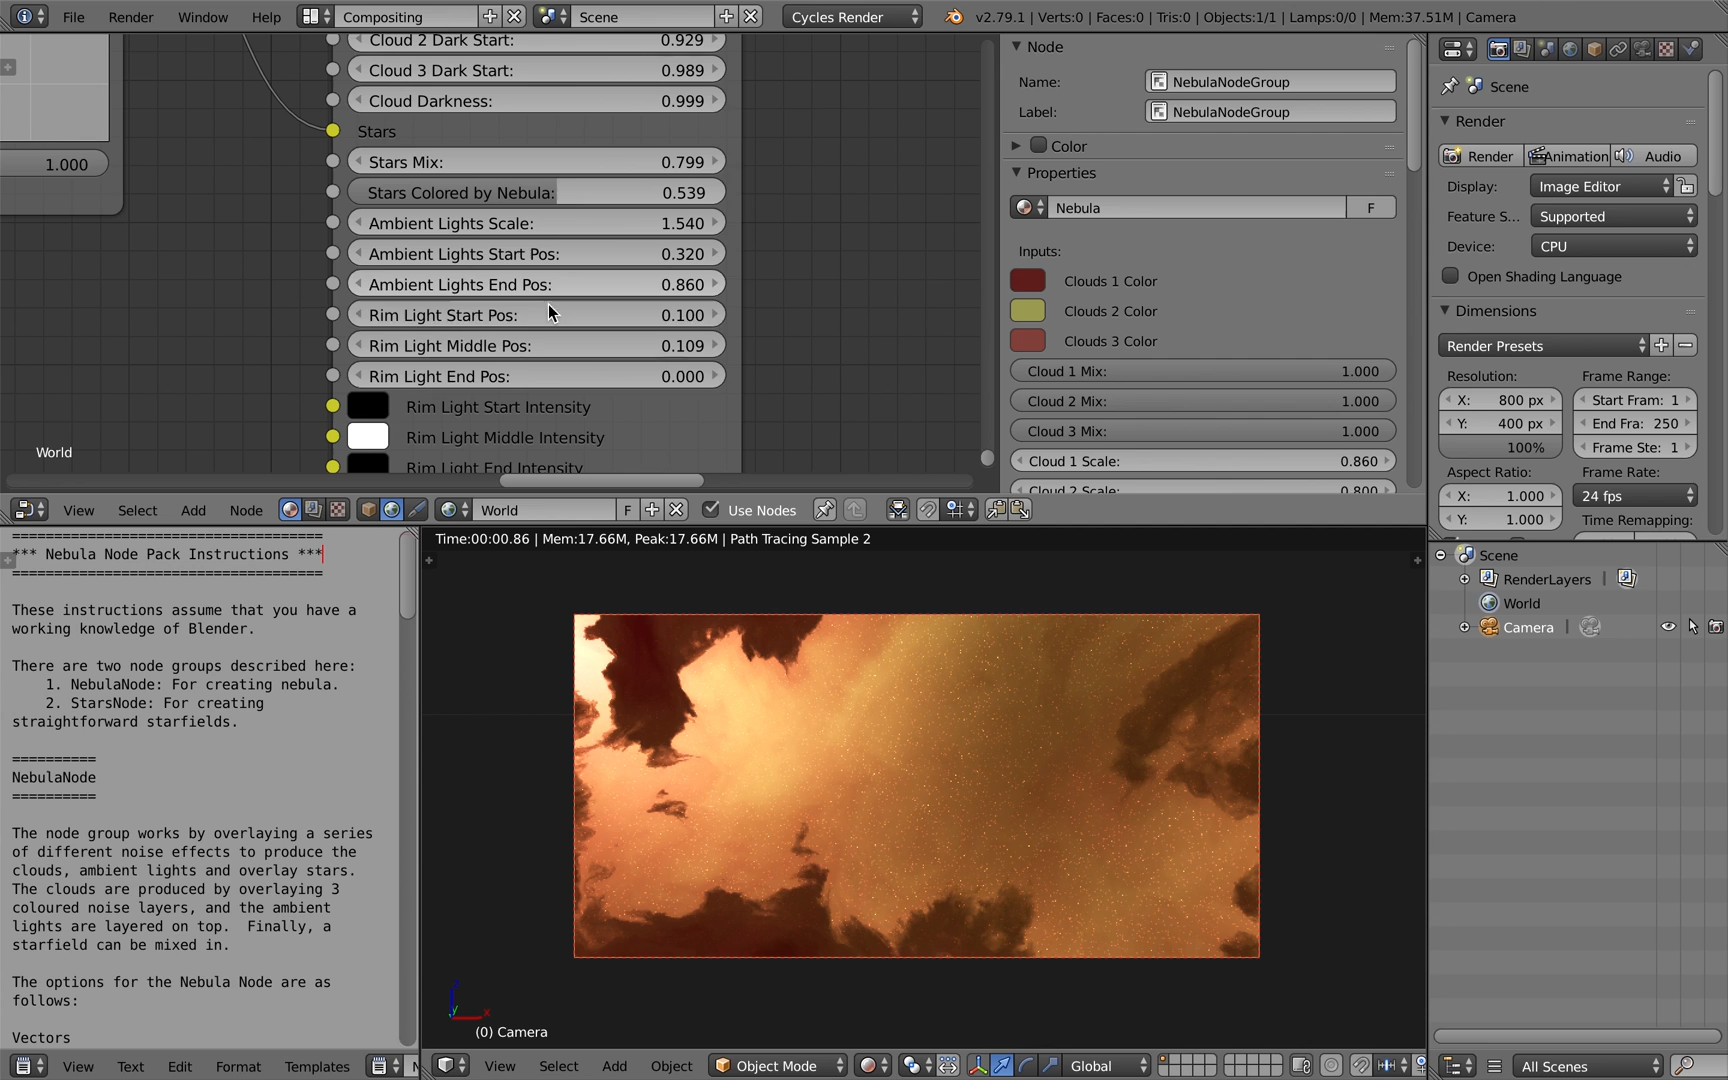 File Render Window Help Compositing Scene Cycles Render v2.79.1 | Verts:0 | Faces:0 | Tris:0 | Objects:1/1 | Lamps:0/0 | Mem:37.51M | Camera
Cloud 2 Dark Start: 0.929
Cloud 3 Dark Start: 0.989
Cloud Darkness: 0.999
Stars
1.000
Stars Mix: 0.799
Stars Colored by Nebula: 0.539
Ambient Lights Scale: 1.540
Ambient Lights Start Pos: 0.320
Ambient Lights End Pos: 0.860
Rim Light Start Pos: 0.100
Rim Light Middle Pos: 0.109
Rim Light End Pos: 0.000
Rim Light Start Intensity
Rim Light Middle Intensity
Rim Light End Intensity
World
Node
Name: NebulaNodeGroup
Label: NebulaNodeGroup
Color
Properties
Nebula F
Inputs:
Clouds 1 Color
Clouds 2 Color
Clouds 3 Color
Cloud 1 Mix: 1.000
Cloud 2 Mix: 1.000
Cloud 3 Mix: 1.000
Cloud 1 Scale: 0.860
Cloud 2 Scale: 0.800
Scene
Render
Render Animation Audio
Display: Image Editor
Feature S... Supported
Device: CPU
Open Shading Language
Dimensions
Render Presets
Resolution: Frame Range:
X: 800 px Start Fram: 1
Y: 400 px End Fra: 250
100% Frame Ste: 1
Aspect Ratio: Frame Rate:
X: 1.000 24 fps
Y: 1.000 Time Remapping:
View Select Add Node World F Use Nodes
=====================================
*** Nebula Node Pack Instructions ***
=====================================
These instructions assume that you have a
working knowledge of Blender.
There are two node groups described here:
1. NebulaNode: For creating nebula.
2. StarsNode: For creating
straightforward starfields.
==========
NebulaNode
==========
The node group works by overlaying a series
of different noise effects to produce the
clouds, ambient lights and overlay stars.
The clouds are produced by overlaying 3
coloured noise layers, and the ambient
lights are layered on top. Finally, a
starfield can be mixed in.
The options for the Nebula Node are as
follows:
Vectors
View Text Edit Format Templates N
Time:00:00.86 | Mem:17.66M, Peak:17.66M | Path Tracing Sample 2
z
y x
(0) Camera
View Select Add Object Object Mode Global
Scene
RenderLayers |
World
Camera |
All Scenes